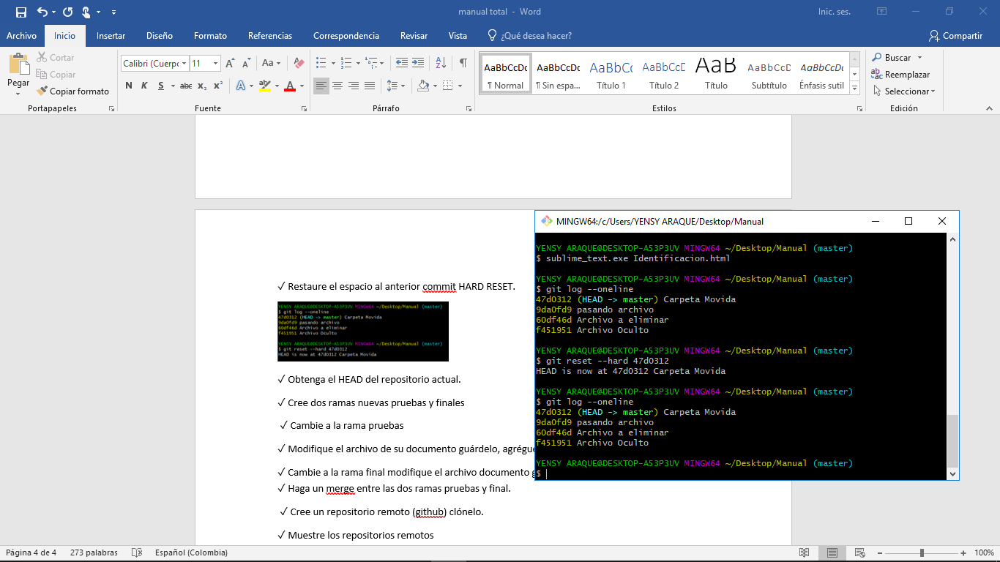 manual total - Word
Inic. ses.
Archivo Inicio Insertar Diseño Formato Referencias Correspondencia Revisar Vista ¿Qué desea hacer? Compartir
Pegar
Cortar
Copiar
Copiar formato
Portapapeles
Calibri (Cuerpo 11
Aa
N K S abc x₂ x²
Fuente
Párrafo
AaBbCcDc AaBbCcDc AaBbCc AaBbCcD AaB AaBbCcD AaBbCcDc
¶ Normal ¶ Sin espa... Título 1 Título 2 Título Subtítulo Énfasis sutil
Estilos
Buscar
Reemplazar
Seleccionar
Edición
✓ Restaure el espacio al anterior commit HARD RESET.
YENSY ARAQUE@DESKTOP-A53P3UV MINGW64 ~/Desktop/Manual (master)
$ git log --oneline
47d0312 (HEAD -> master) Carpeta Movida
9da0fd9 pasando archivo
60df46d Archivo a eliminar
f451951 Archivo Oculto
YENSY ARAQUE@DESKTOP-A53P3UV MINGW64 ~/Desktop/Manual (master)
$ git reset --hard 47d0312
HEAD is now at 47d0312 Carpeta Movida
✓ Obtenga el HEAD del repositorio actual.
✓ Cree dos ramas nuevas pruebas y finales
✓ Cambie a la rama pruebas
✓ Modifique el archivo de su documento guárdelo, agrégue
✓ Cambie a la rama final modifique el archivo documento g
✓ Haga un merge entre las dos ramas pruebas y final.
✓ Cree un repositorio remoto (github) clónelo.
✓ Muestre los repositorios remotos
MINGW64:/c/Users/YENSY ARAQUE/Desktop/Manual
YENSY ARAQUE@DESKTOP-A53P3UV MINGW64 ~/Desktop/Manual (master)
$ sublime_text.exe Identificacion.html
YENSY ARAQUE@DESKTOP-A53P3UV MINGW64 ~/Desktop/Manual (master)
$ git log --oneline
47d0312 (HEAD -> master) Carpeta Movida
9da0fd9 pasando archivo
60df46d Archivo a eliminar
f451951 Archivo Oculto
YENSY ARAQUE@DESKTOP-A53P3UV MINGW64 ~/Desktop/Manual (master)
$ git reset --hard 47d0312
HEAD is now at 47d0312 Carpeta Movida
YENSY ARAQUE@DESKTOP-A53P3UV MINGW64 ~/Desktop/Manual (master)
$ git log --oneline
47d0312 (HEAD -> master) Carpeta Movida
9da0fd9 pasando archivo
60df46d Archivo a eliminar
f451951 Archivo Oculto
YENSY ARAQUE@DESKTOP-A53P3UV MINGW64 ~/Desktop/Manual (master)
$
Página 4 de 4 273 palabras Español (Colombia) 100%